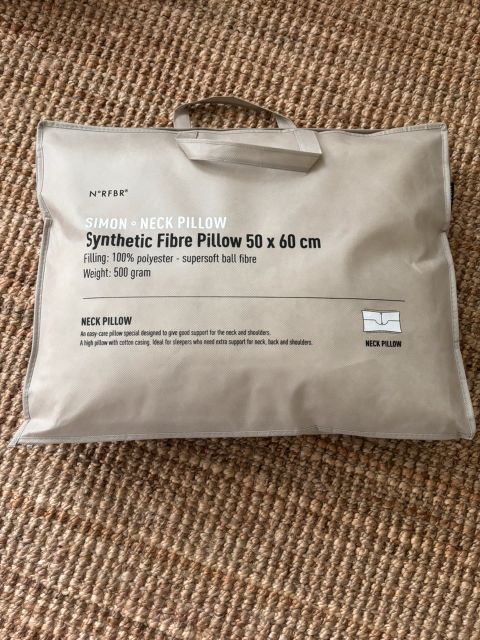 N°RFBR°
SIMON • NECK PILLOW
Synthetic Fibre Pillow 50 x 60 cm
Filling: 100% polyester - supersoft ball fibre
Weight: 500 gram
NECK PILLOW
An easy-care pillow special designed to give good support for the neck and shoulders.
A high pillow with cotton casing. Ideal for sleepers who need extra support for neck, back and shoulders.
NECK PILLOW